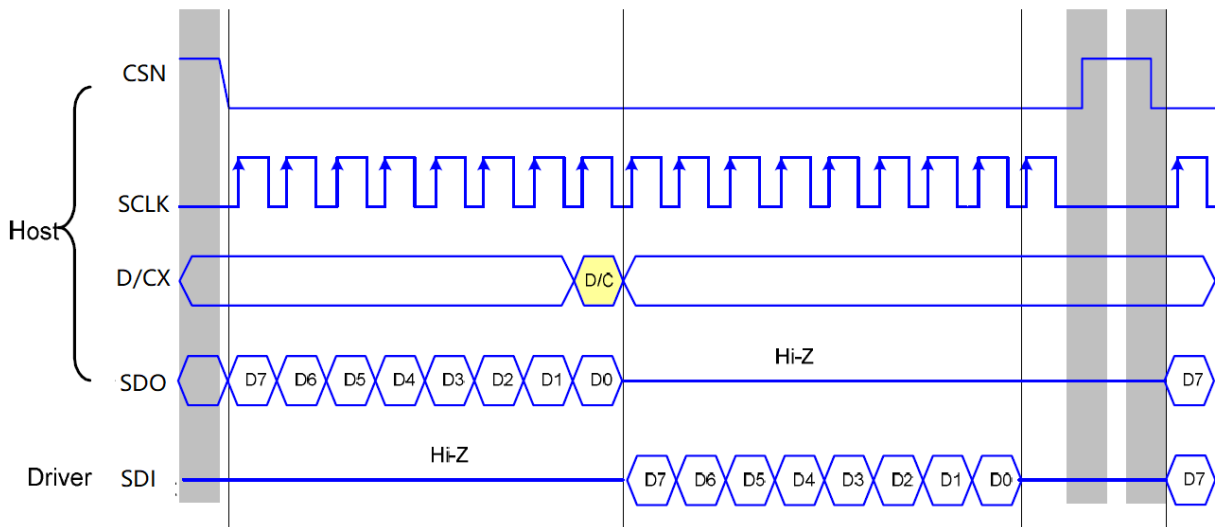 CSN
SCLK
Host
D/CX D/C
Hi-Z
SDO D7 D6 D5 D4 D3 D2 D1 D0 D7
Hi-Z
Driver SDI D7 D6 D5 D4 D3 D2 D1 D0 D7